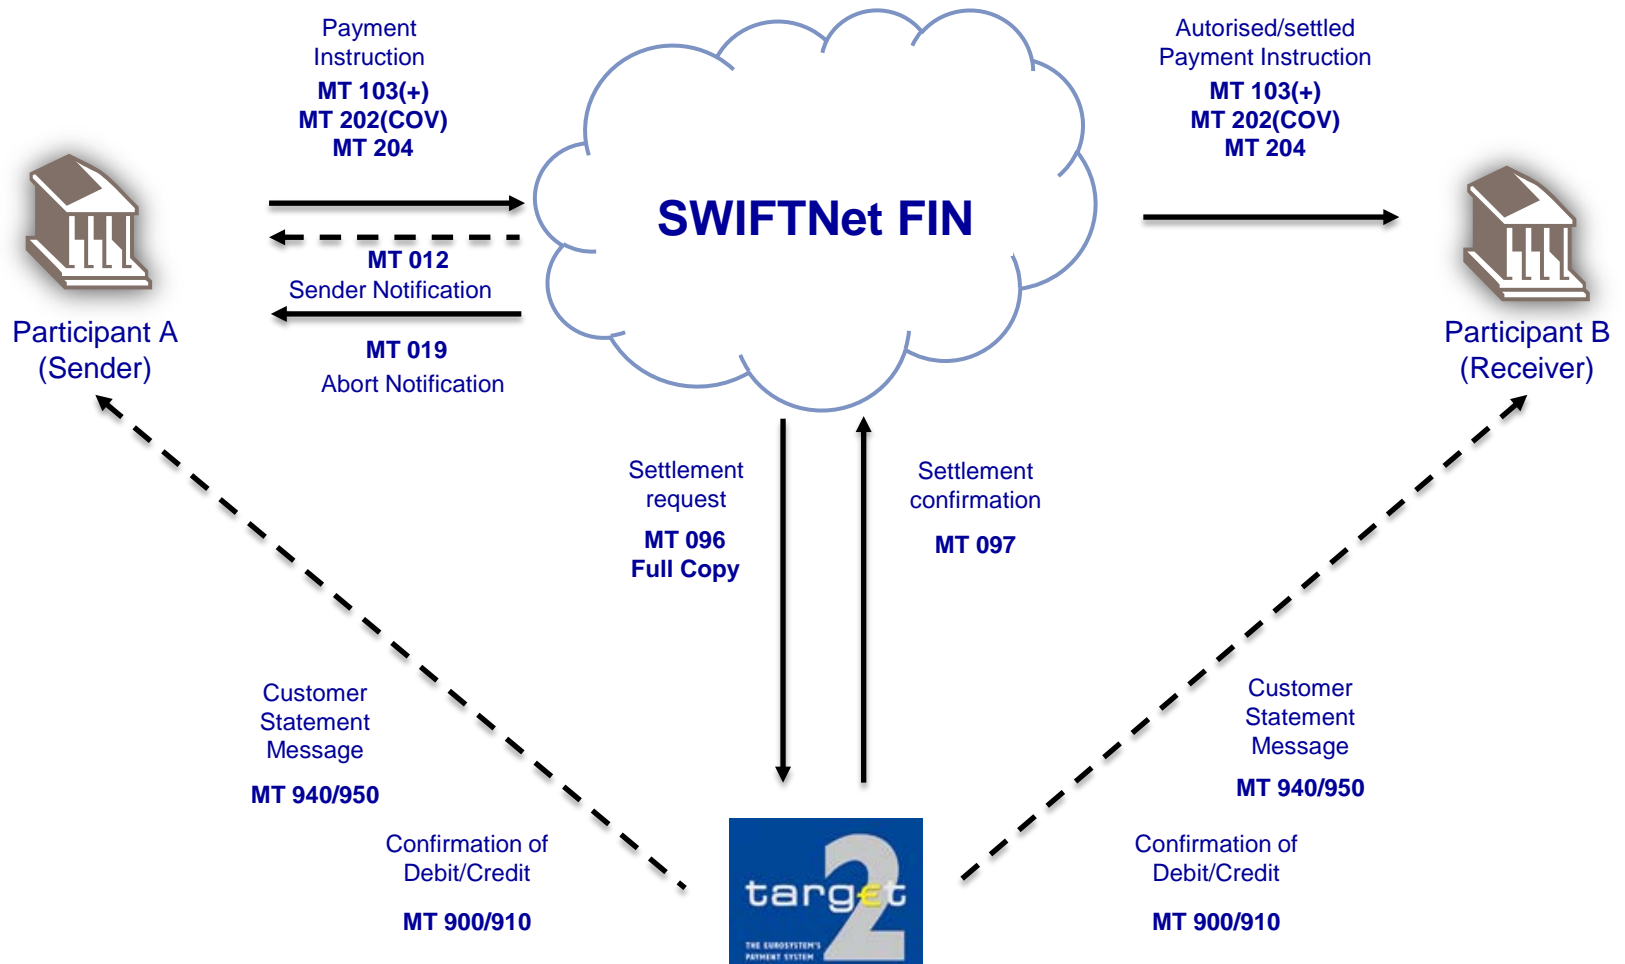 Payment
Instruction
MT 103(+)
MT 202(COV)
MT 204
Autorised/settled
Payment Instruction
MT 103(+)
MT 202(COV)
MT 204
SWIFTNet FIN
MT 012
Sender Notification
MT 019
Abort Notification
Participant A
(Sender)
Participant B
(Receiver)
Settlement
request
MT 096
Full Copy
Settlement
confirmation
MT 097
Customer
Statement
Message
MT 940/950
Confirmation of
Debit/Credit
MT 900/910
Customer
Statement
Message
MT 940/950
Confirmation of
Debit/Credit
MT 900/910
targ€t
2
THE EUROSYSTEM'S
PAYMENT SYSTEM